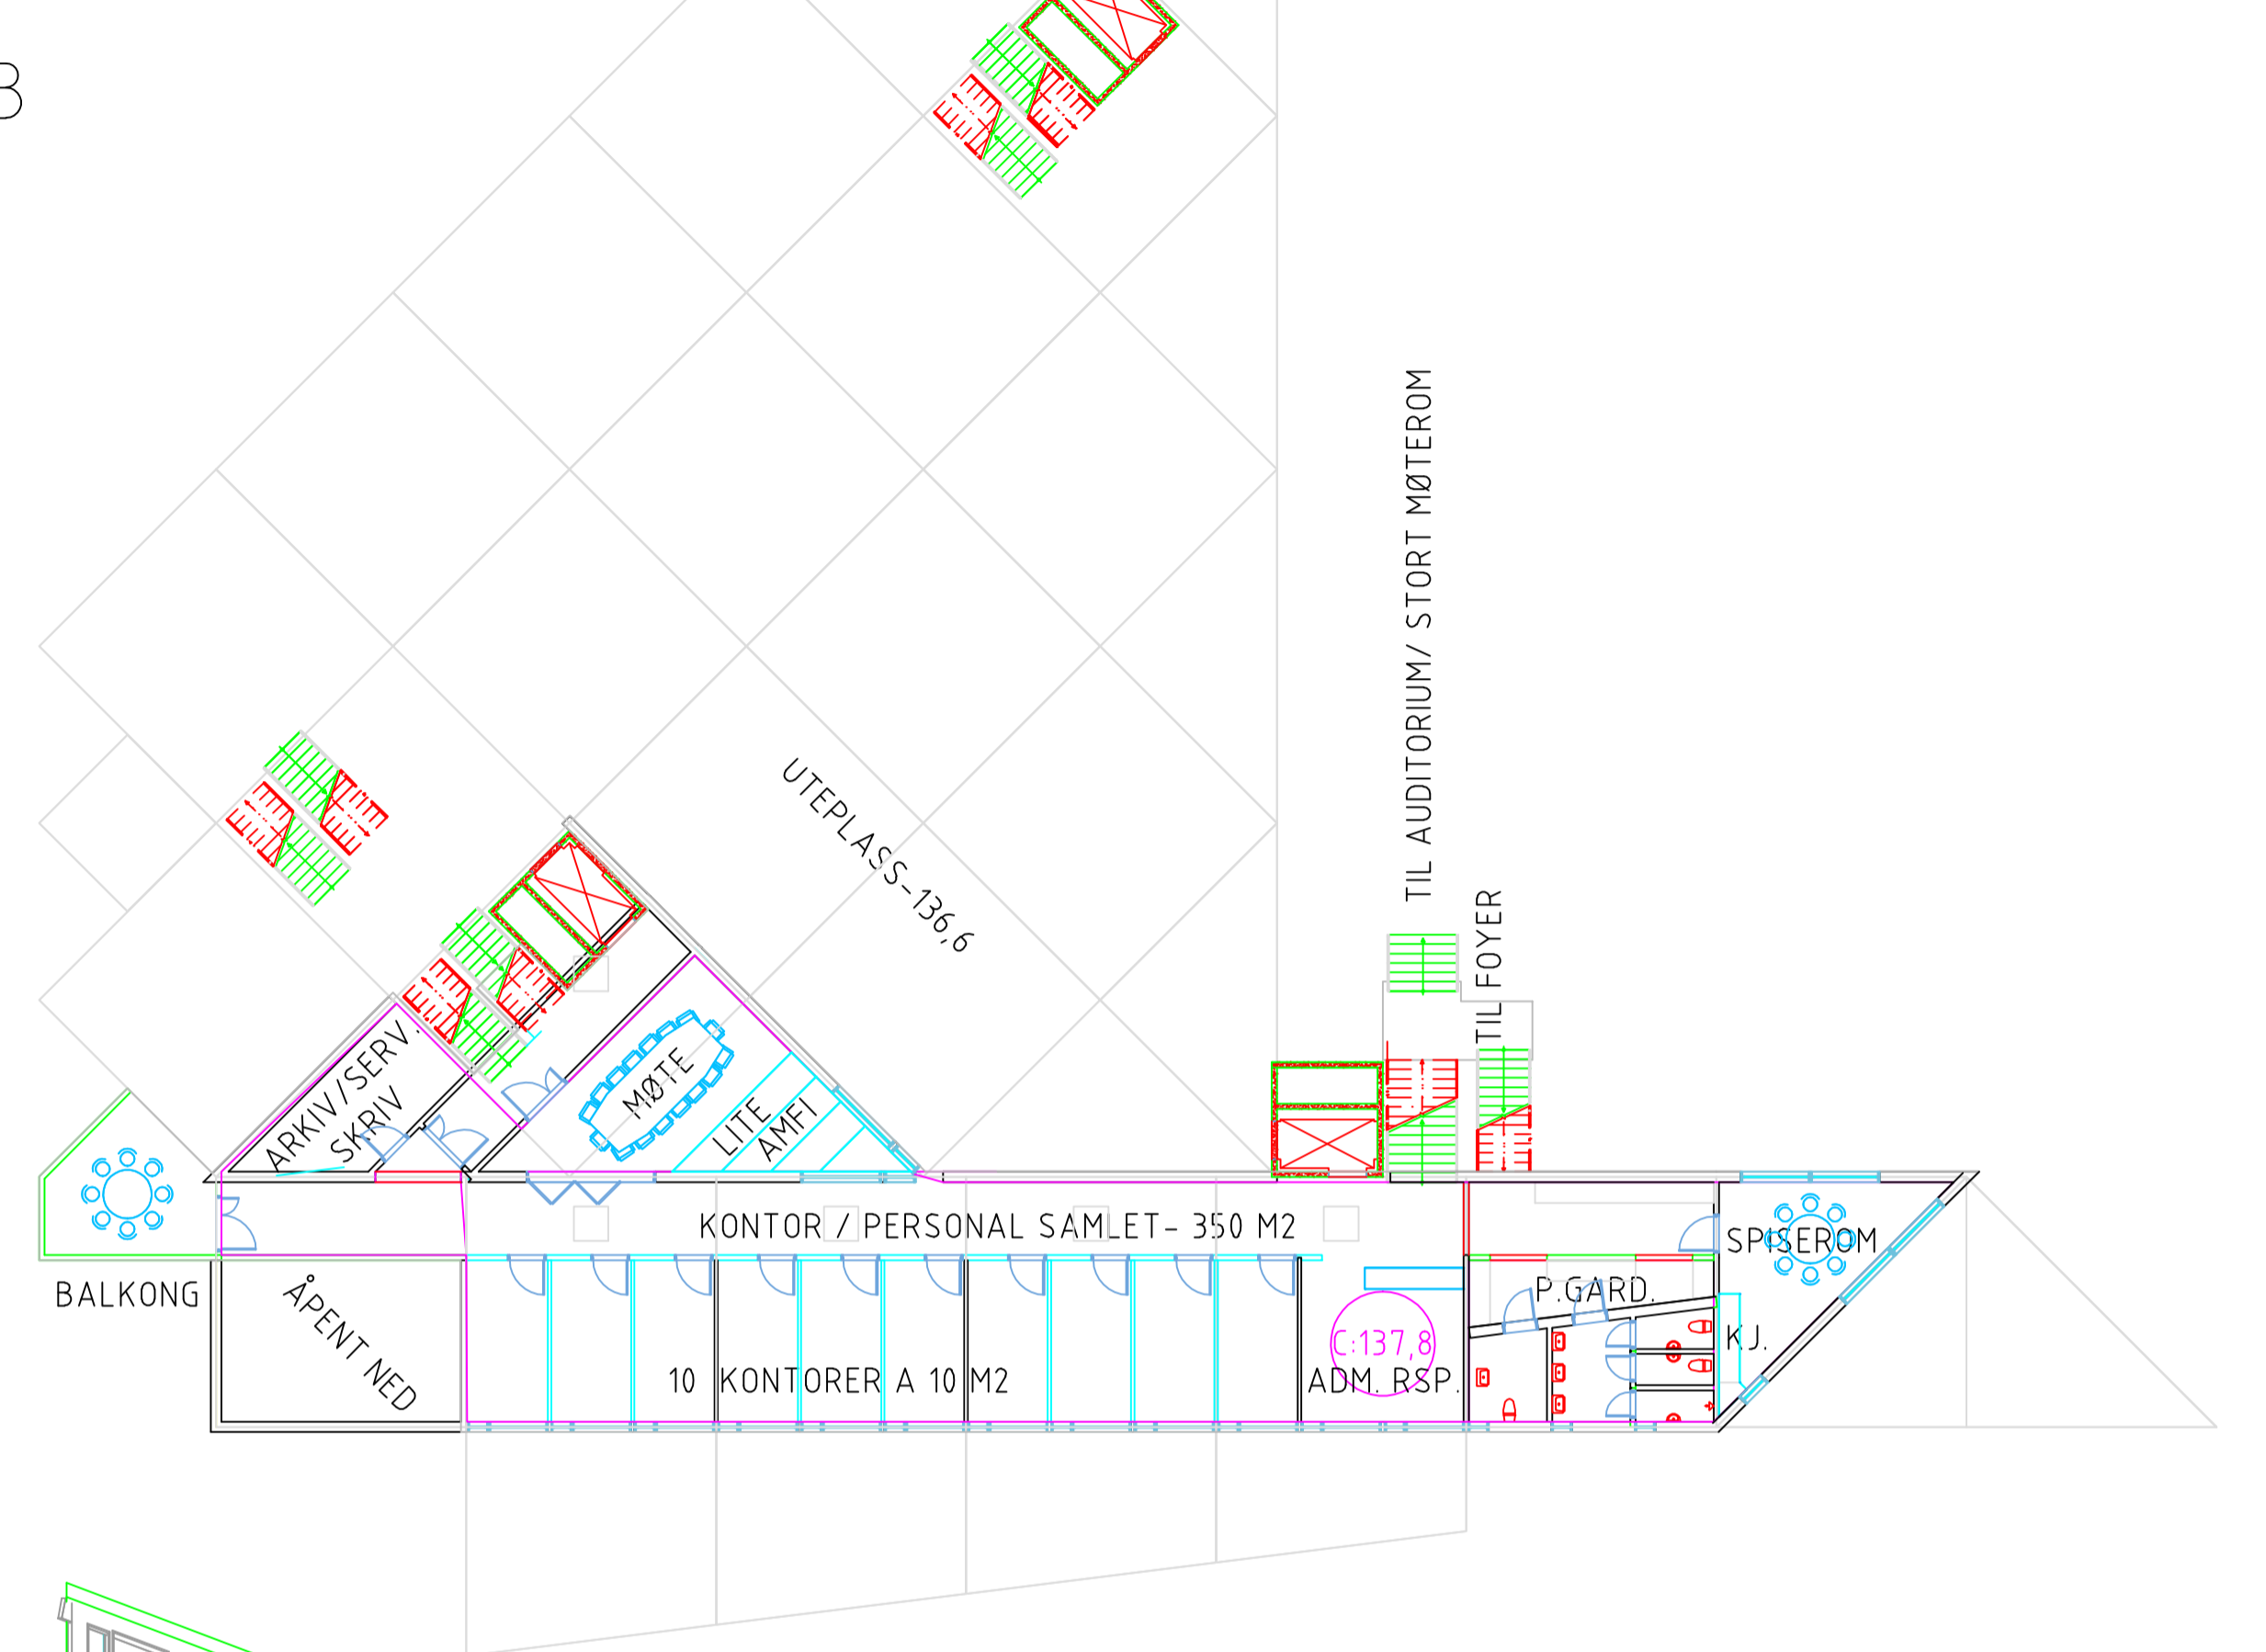 B
TIL AUDITORIUM/ STORT MØTEROM
UTEPLASS-136,6
TIL FOYER
ARKIV/SERV.
SKRIV
MØTE
LITE
AMFI
KONTOR / PERSONAL SAMLET- 350 M2
SPISEROM
BALKONG
ÅPENT NED
P.GARD.
C:137,8
KJ.
10 KONTORER A 10 M2
ADM. RSP.